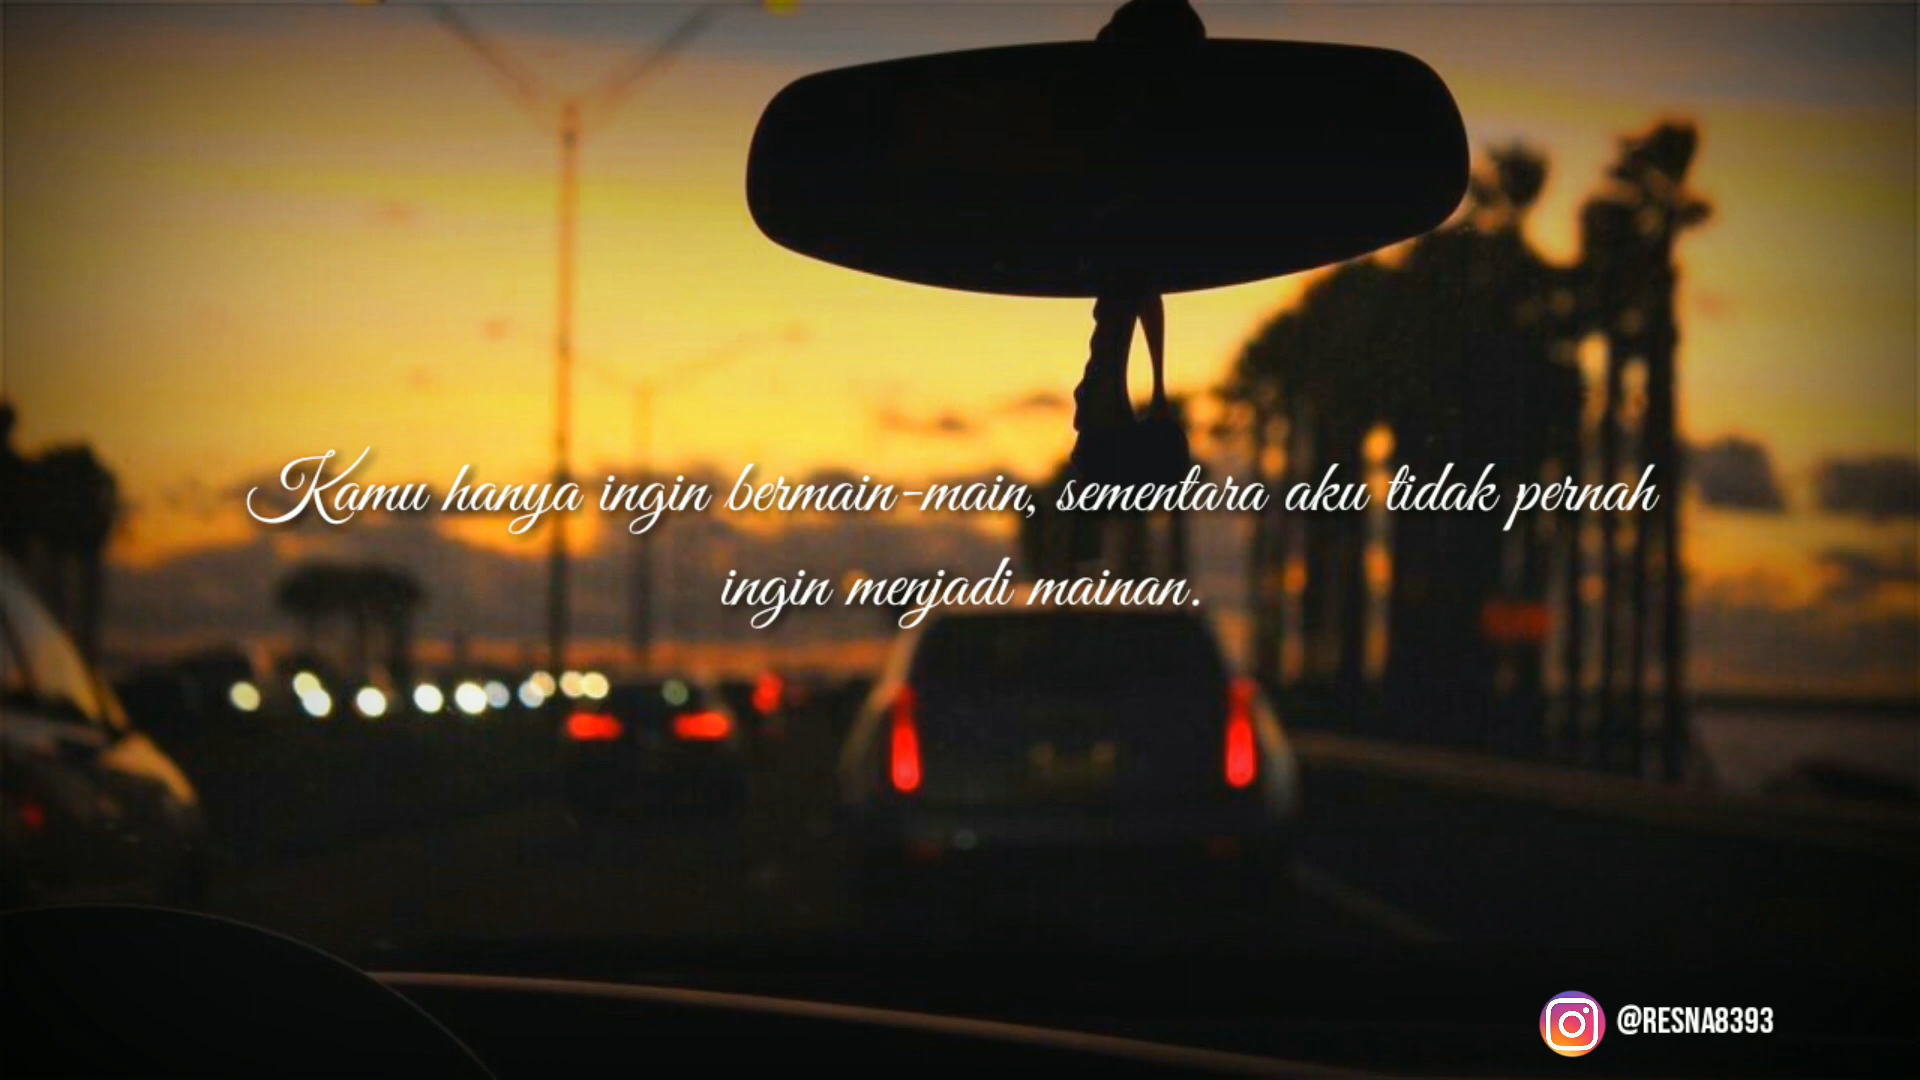 Kamu hanya ingin bermain-main, sementara aku tidak pernah
ingin menjadi mainan.
@RESNA8393